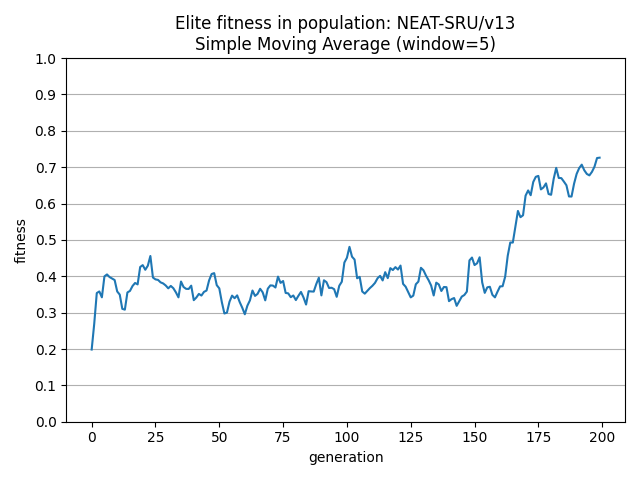 Elite fitness in population: NEAT-SRU/v13
Simple Moving Average (window=5)
fitness
1.0
0.9
0.8
0.7
0.6
0.5
0.4
0.3
0.2
0.1
0.0
0 25 50 75 100 125 150 175 200
generation